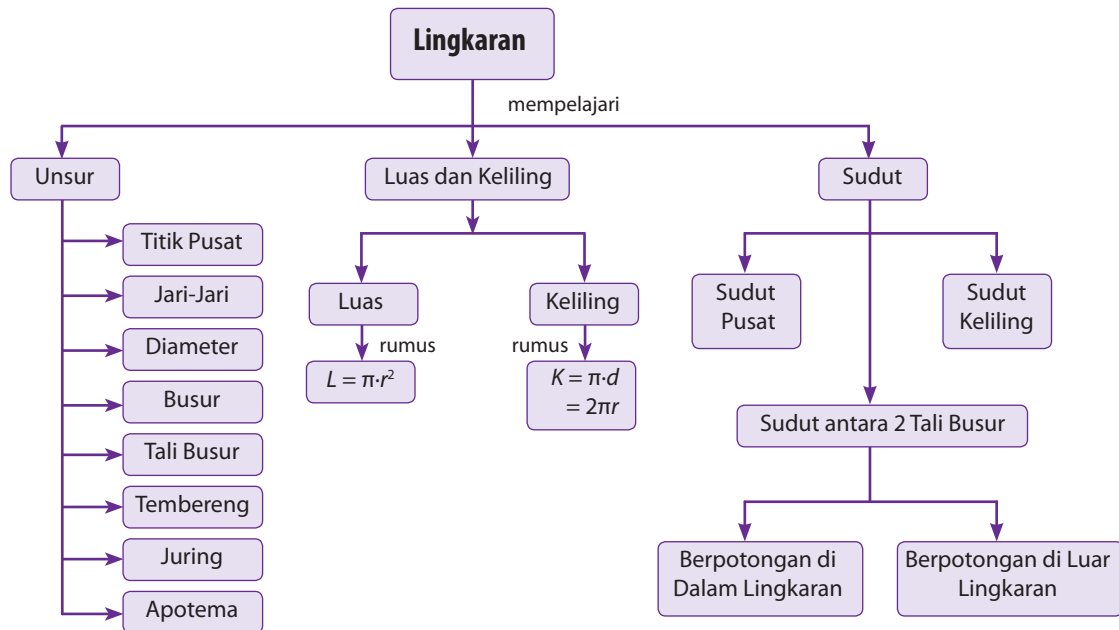 Lingkaran
mempelajari
Unsur
Luas dan Keliling
Sudut
Titik Pusat
Jari-Jari
Diameter
Busur
Tali Busur
Tembereng
Juring
Apotema
Luas
Keliling
rumus
rumus
L = π·r²
K = π·d
= 2πr
Sudut
Pusat
Sudut
Keliling
Sudut antara 2 Tali Busur
Berpotongan di
Dalam Lingkaran
Berpotongan di Luar
Lingkaran